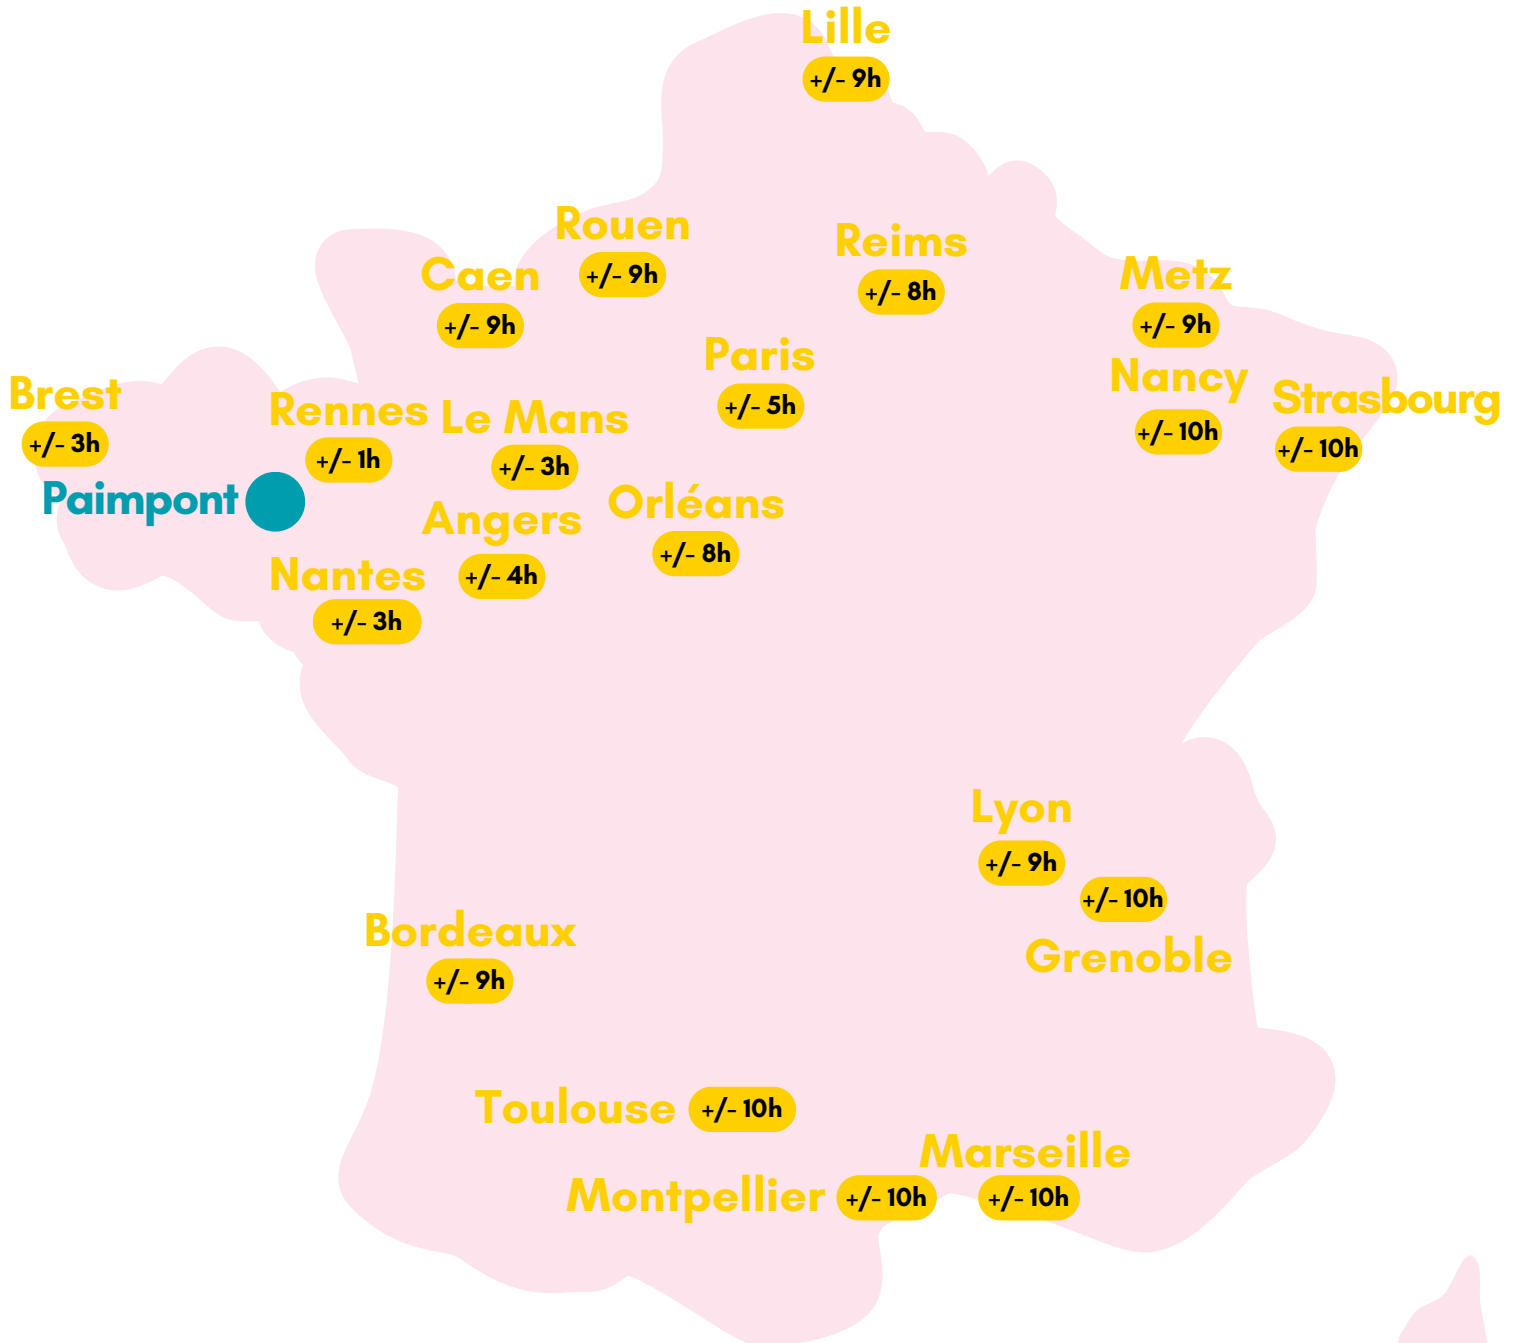 Lille
+/- 9h
Rouen
+/- 9h
Reims
+/- 8h
Caen
+/- 9h
Metz
+/- 9h
Paris
+/- 5h
Nancy
+/- 10h
Strasbourg
+/- 10h
Brest
+/- 3h
Rennes
+/- 1h
Le Mans
+/- 3h
Paimpont
Angers
+/- 4h
Orléans
+/- 8h
Nantes
+/- 3h
Lyon
+/- 9h
+/- 10h
Grenoble
Bordeaux
+/- 9h
Toulouse +/- 10h
Marseille
+/- 10h
Montpellier +/- 10h